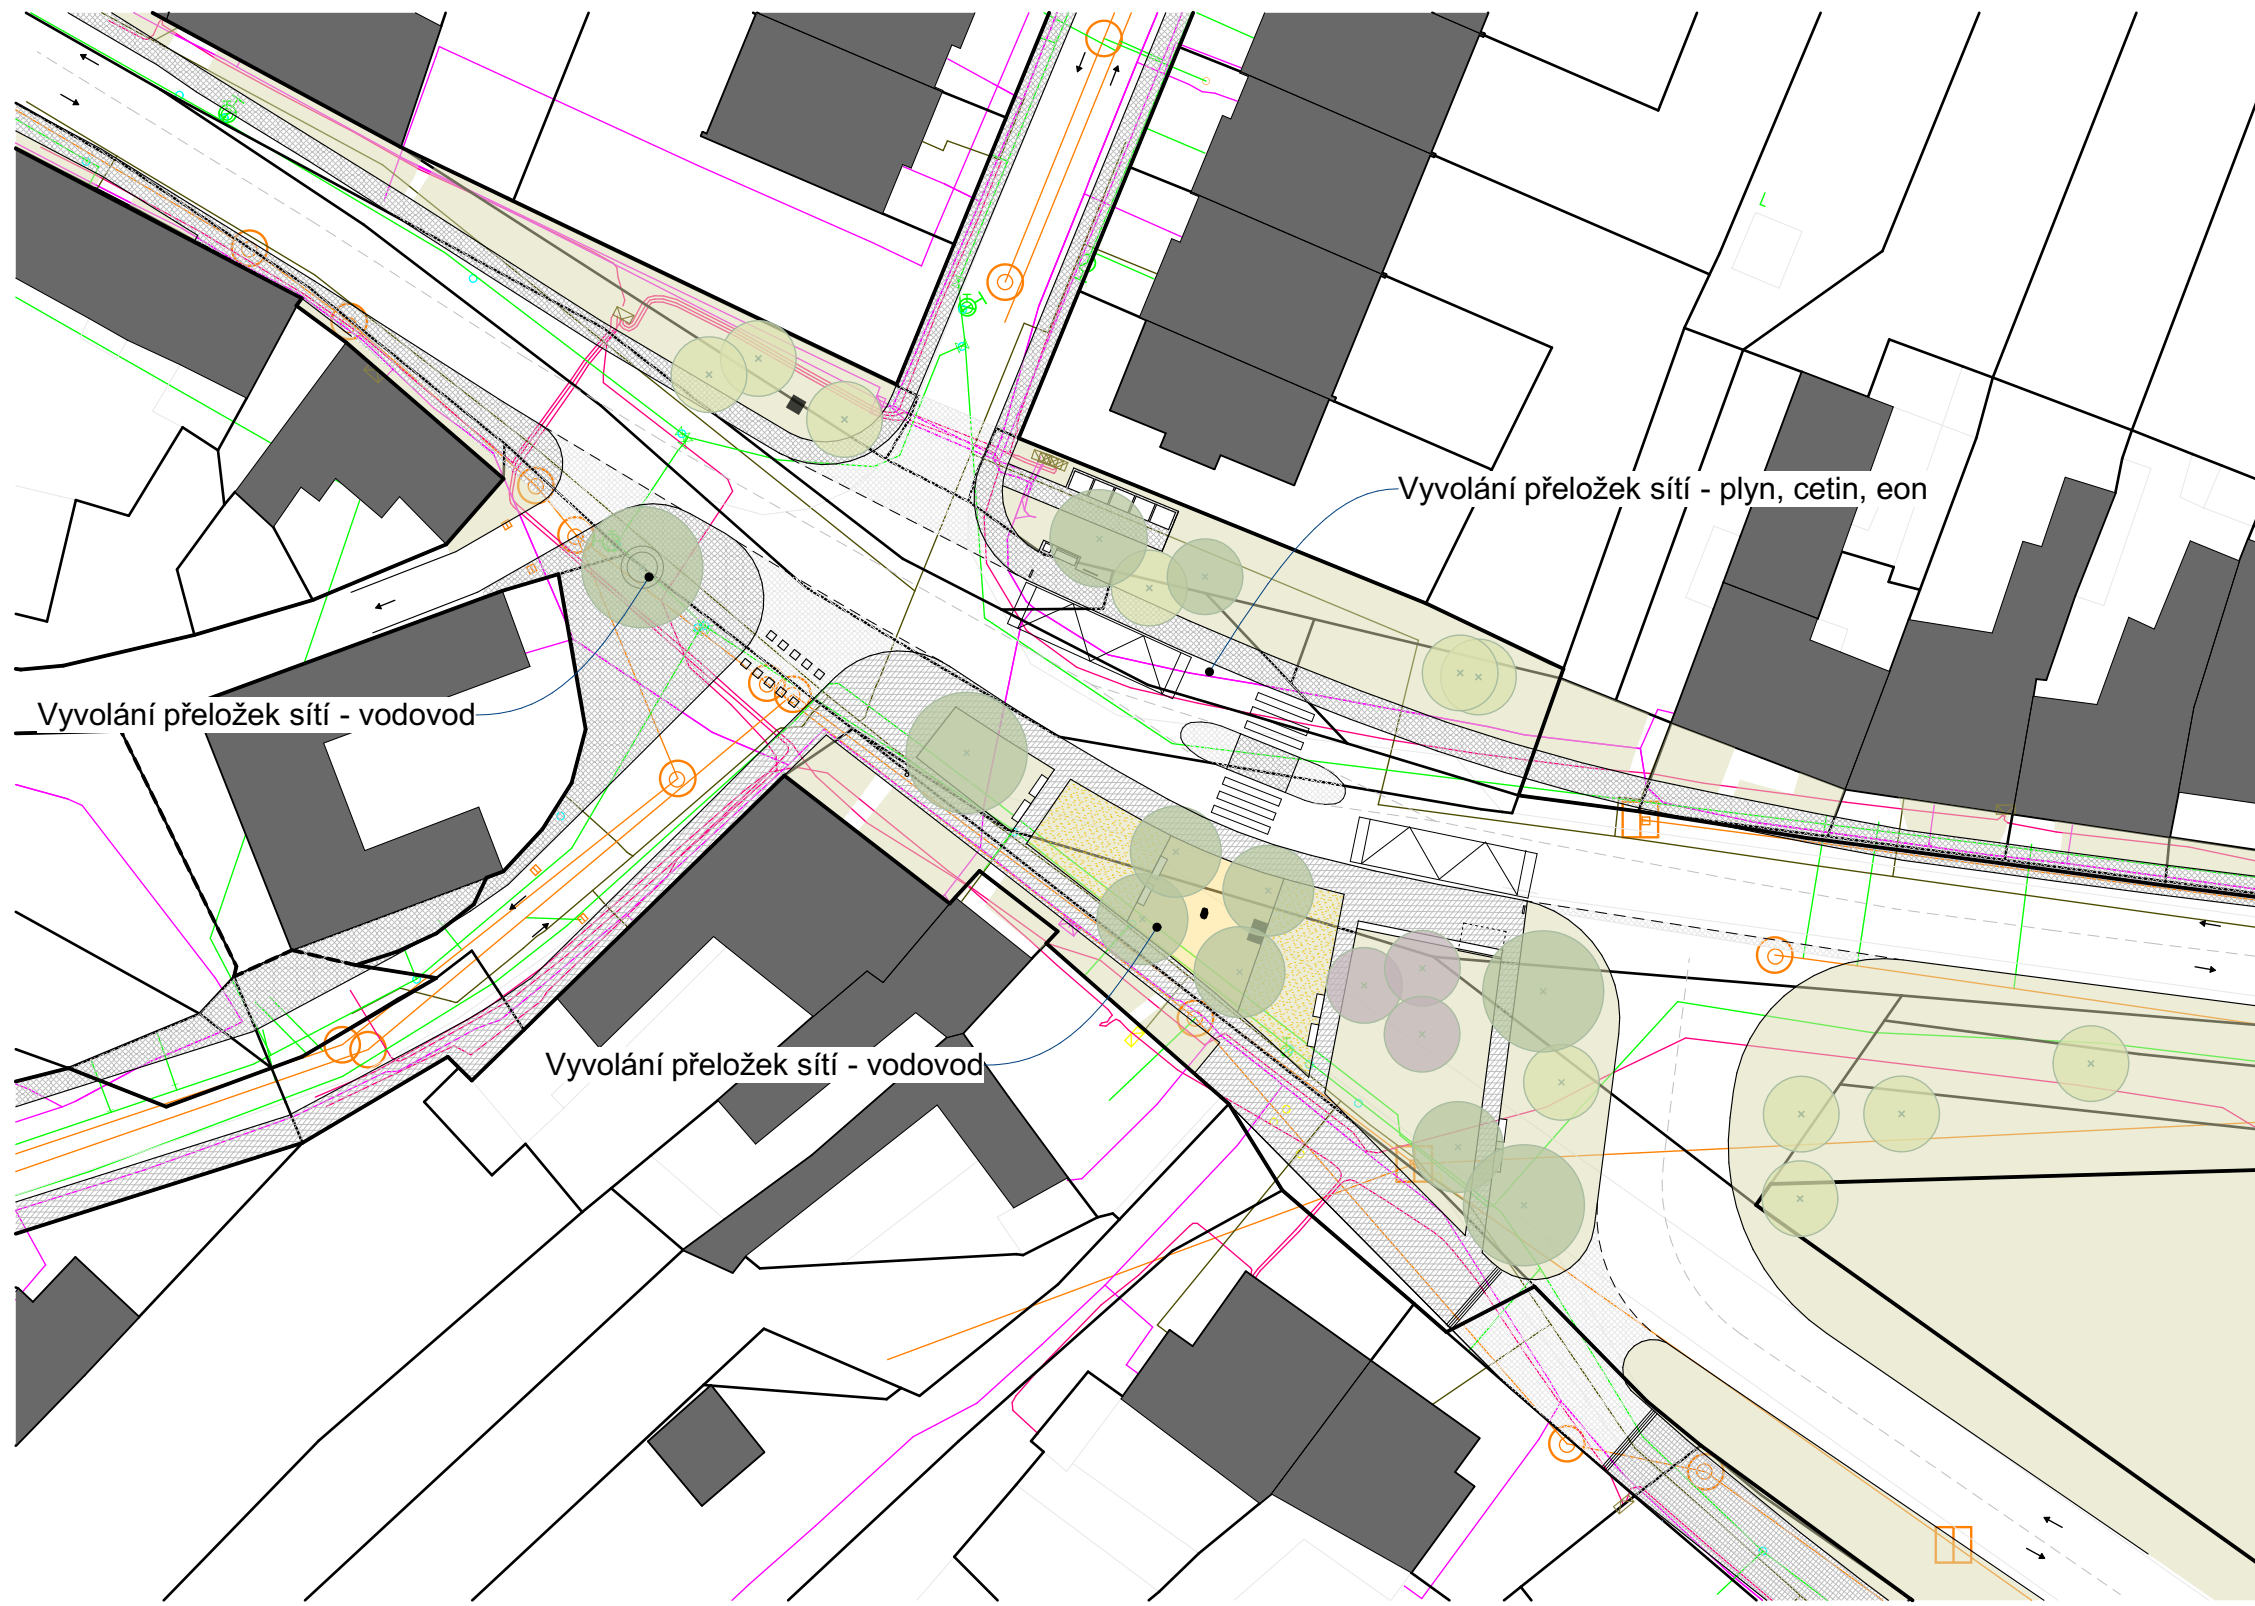 Vyvolání přeložek sítí - plyn, cetin, eon
Vyvolání přeložek sítí - vodovod
Vyvolání přeložek sítí - vodovod